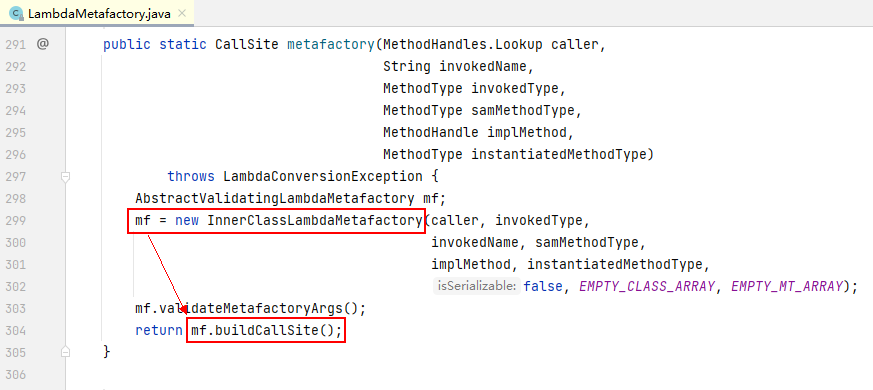 LambdaMetafactory.java
291 @ public static CallSite metafactory(MethodHandles.Lookup caller,
292 String invokedName,
293 MethodType invokedType,
294 MethodType samMethodType,
295 MethodHandle implMethod,
296 MethodType instantiatedMethodType)
297 throws LambdaConversionException {
298 AbstractValidatingLambdaMetafactory mf;
299 mf = new InnerClassLambdaMetafactory(caller, invokedType,
300 invokedName, samMethodType,
301 implMethod, instantiatedMethodType,
302 isSerializable: false, EMPTY_CLASS_ARRAY, EMPTY_MT_ARRAY);
303 mf.validateMetafactoryArgs();
304 return mf.buildCallSite();
305 }
306